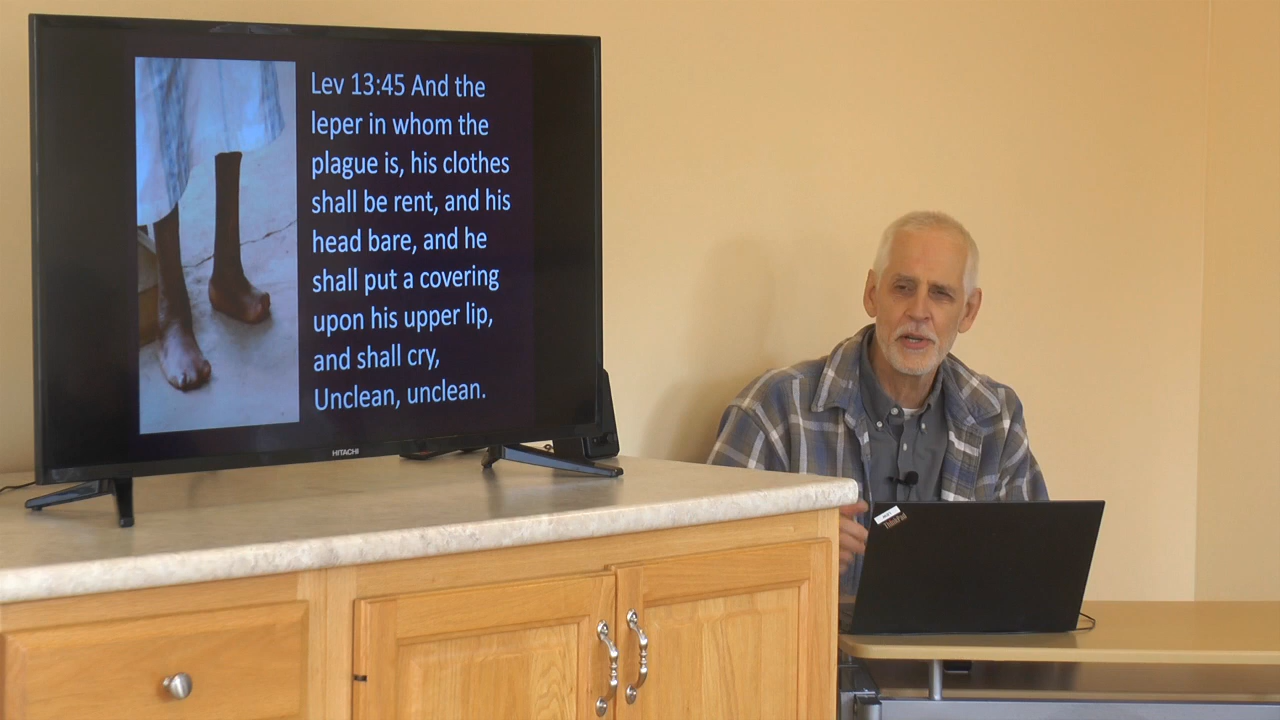 Lev 13:45 And the
leper in whom the
plague is, his clothes
shall be rent, and his
head bare, and he
shall put a covering
upon his upper lip,
and shall cry,
Unclean, unclean.
HITACHI
ThinkPad